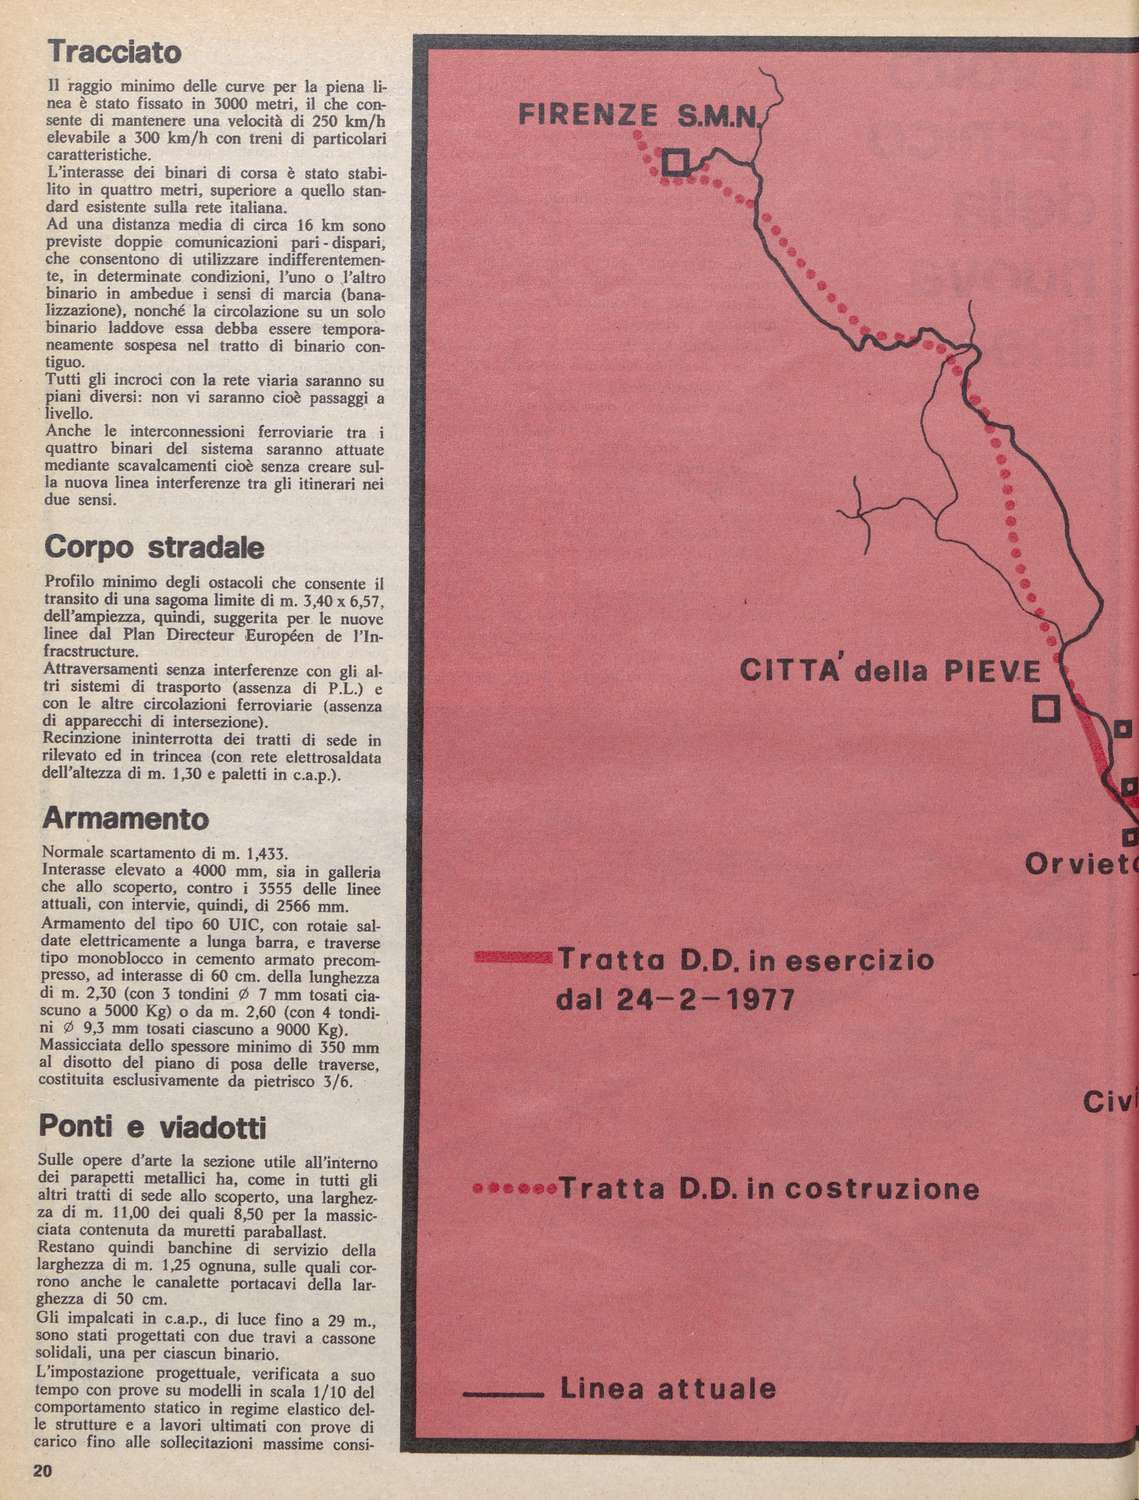 Tracciato
Il raggio minimo delle curve per la piena li-
nea è stato fissato in 3000 metri, il che con-
sente di mantenere una velocità di 250 km/h
elevabile a 300 km/h con treni di particolari
caratteristiche.
L'interasse dei binari di corsa è stato stabi-
lito in quattro metri, superiore a quello stan-
dard esistente sulla rete italiana.
Ad una distanza media di circa 16 km sono
previste doppie comunicazioni pari - dispari,
che consentono di utilizzare indifferentemen-
te, in determinate condizioni, l'uno o l'altro
binario in ambedue i sensi di marcia (bana-
lizzazione), nonché la circolazione su un solo
binario laddove essa debba essere tempora-
neamente sospesa nel tratto di binario con-
tiguo.
Tutti gli incroci con la rete viaria saranno su
piani diversi: non vi saranno cioè passaggi a
livello.
Anche le interconnessioni ferroviarie tra i
quattro binari del sistema saranno attuate
mediante scavalcamenti cioè senza creare sul-
la nuova linea interferenze tra gli itinerari nei
due sensi.
Corpo stradale
Profilo minimo degli ostacoli che consente il
transito di una sagoma limite di m. 3,40 x 6,57,
dell'ampiezza, quindi, suggerita per le nuove
linee dal Plan Directeur Européen de l'In-
fracstructure.
Attraversamenti senza interferenze con gli al-
tri sistemi di trasporto (assenza di P.L.) e
con le altre circolazioni ferroviarie (assenza
di apparecchi di intersezione).
Recinzione ininterrotta dei tratti di sede in
rilevato ed in trincea (con rete elettrosaldata
dell'altezza di m. 1,30 e paletti in c.a.p.).
Armamento
Normale scartamento di m. 1,433.
Interasse elevato a 4000 mm, sia in galleria
che allo scoperto, contro i 3555 delle linee
attuali, con intervie, quindi, di 2566 mm.
Armamento del tipo 60 UIC, con rotaie sal-
date elettricamente a lunga barra, e traverse
tipo monoblocco in cemento armato precom-
presso, ad interasse di 60 cm. della lunghezza
di m. 2,30 (con 3 tondini ∅ 7 mm tosati cia-
scuno a 5000 Kg) o da m. 2,60 (con 4 tondi-
ni ∅ 9,3 mm tosati ciascuno a 9000 Kg).
Massicciata dello spessore minimo di 350 mm
al disotto del piano di posa delle traverse,
costituita esclusivamente da pietrisco 3/6.
Ponti e viadotti
Sulle opere d'arte la sezione utile all'interno
dei parapetti metallici ha, come in tutti gli
altri tratti di sede allo scoperto, una larghez-
za di m. 11,00 dei quali 8,50 per la massic-
ciata contenuta da muretti paraballast.
Restano quindi banchine di servizio della
larghezza di m. 1,25 ognuna, sulle quali cor-
rono anche le canalette portacavi della lar-
ghezza di 50 cm.
Gli impalcati in c.a.p., di luce fino a 29 m.,
sono stati progettati con due travi a cassone
solidali, una per ciascun binario.
L'impostazione progettuale, verificata a suo
tempo con prove su modelli in scala 1/10 del
comportamento statico in regime elastico del-
le strutture e a lavori ultimati con prove di
carico fino alle sollecitazioni massime consi-
20
FIRENZE S.M.N.
CITTA' della PIEVE
Orvieto
Tratta D.D. in esercizio
dal 24-2-1977
Civi
Tratta D.D. in costruzione
Linea attuale